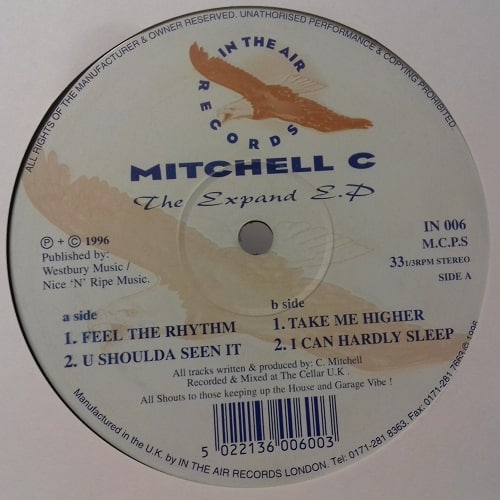 ALL RIGHTS OF THE MANUFACTURER & OWNER RESERVED. UNATHORISED PERFORMANCE & COPYING PROHIBITED.
IN THE AIR
RECORDS
MITCHELL C
The Expand E.P
IN 006
M.C.P.S
33 1/3RPM STEREO
SIDE A
Ⓟ + © 1996
Published by:
Westbury Music /
Nice 'N' Ripe Music.
a side
1. FEEL THE RHYTHM
2. U SHOULDA SEEN IT
b side
1. TAKE ME HIGHER
2. I CAN HARDLY SLEEP
All tracks written & produced by: C. Mitchell
Recorded & Mixed at The Cellar U.K .
All Shouts to those keeping up the House and Garage Vibe !
5 022136 006003
Manufactured in the U.K. by IN THE AIR RECORDS LONDON. Tel: 0171-281 8363. Fax: 0171-281 7663 @ 1996